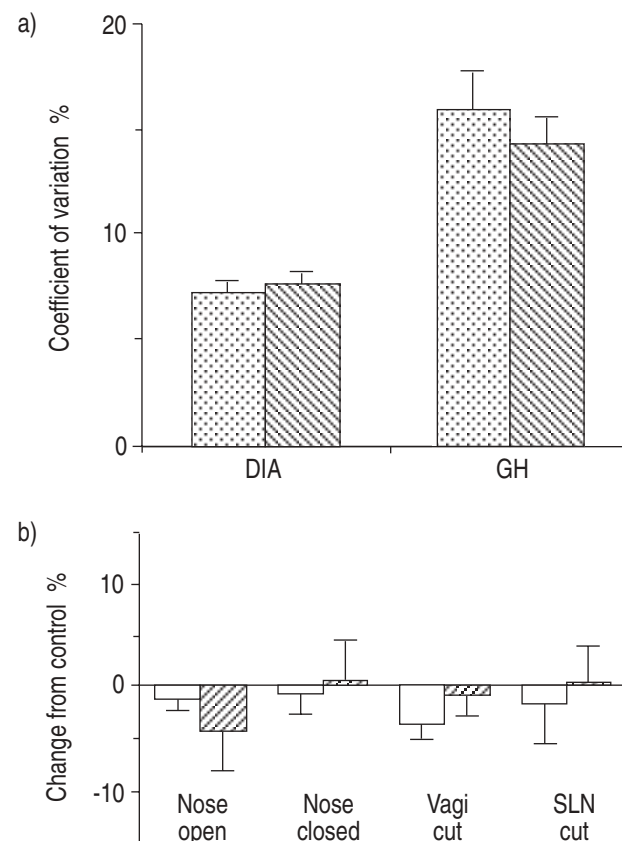 a)
Coefficient of variation %
20
10
0
DIA
GH
b)
Change from control %
10
0
-10
Nose open
Nose closed
Vagi cut
SLN cut